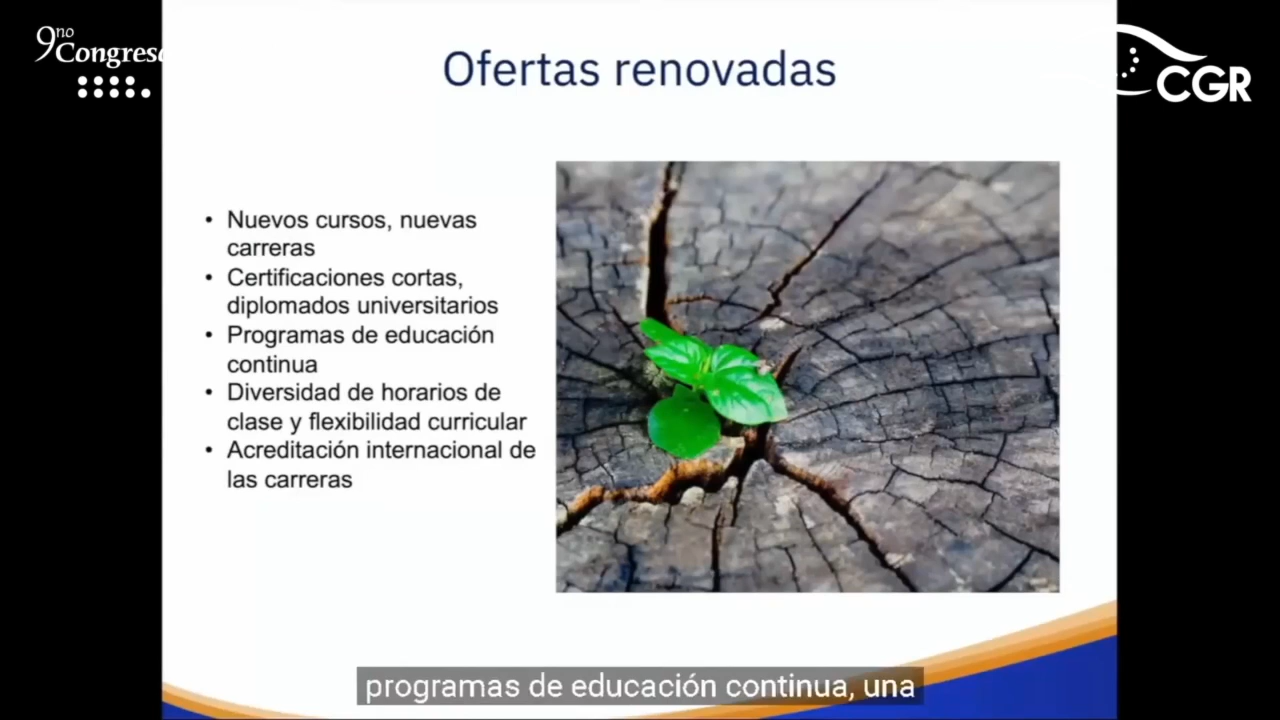 9no
Congreso
CGR
Ofertas renovadas
• Nuevos cursos, nuevas
carreras
• Certificaciones cortas,
diplomados universitarios
• Programas de educación
continua
• Diversidad de horarios de
clase y flexibilidad curricular
• Acreditación internacional de
las carreras
programas de educación continua, una